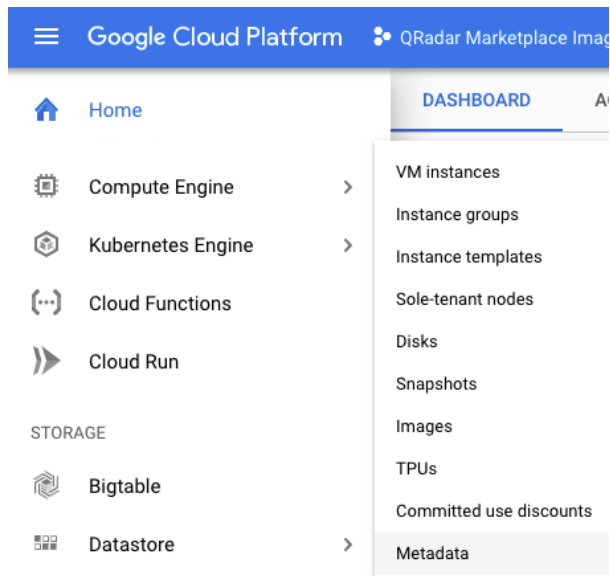 Google Cloud Platform
QRadar Marketplace Imag
Home
Compute Engine
Kubernetes Engine
Cloud Functions
Cloud Run
STORAGE
Bigtable
Datastore
DASHBOARD
VM instances
Instance groups
Instance templates
Sole-tenant nodes
Disks
Snapshots
Images
TPUs
Committed use discounts
Metadata